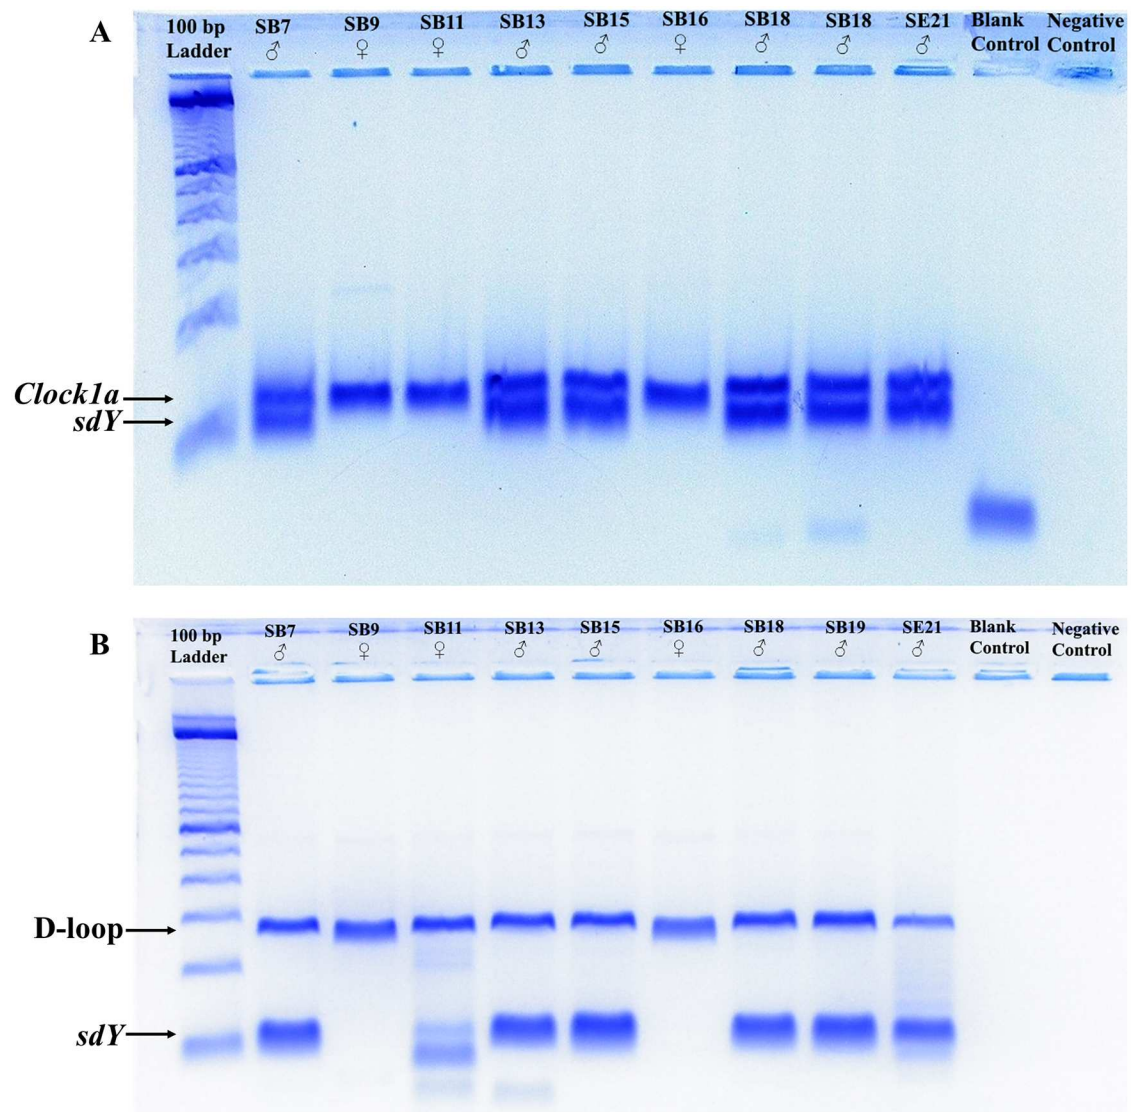 A
100 bp Ladder SB7 ♂ SB9 ♀ SB11 ♀ SB13 ♂ SB15 ♂ SB16 ♀ SB18 ♂ SB18 ♂ SE21 ♂ Blank Control Negative Control
Clock1a
sdY
B
100 bp Ladder SB7 ♂ SB9 ♀ SB11 ♀ SB13 ♂ SB15 ♂ SB16 ♀ SB18 ♂ SB19 ♂ SE21 ♂ Blank Control Negative Control
D-loop
sdY